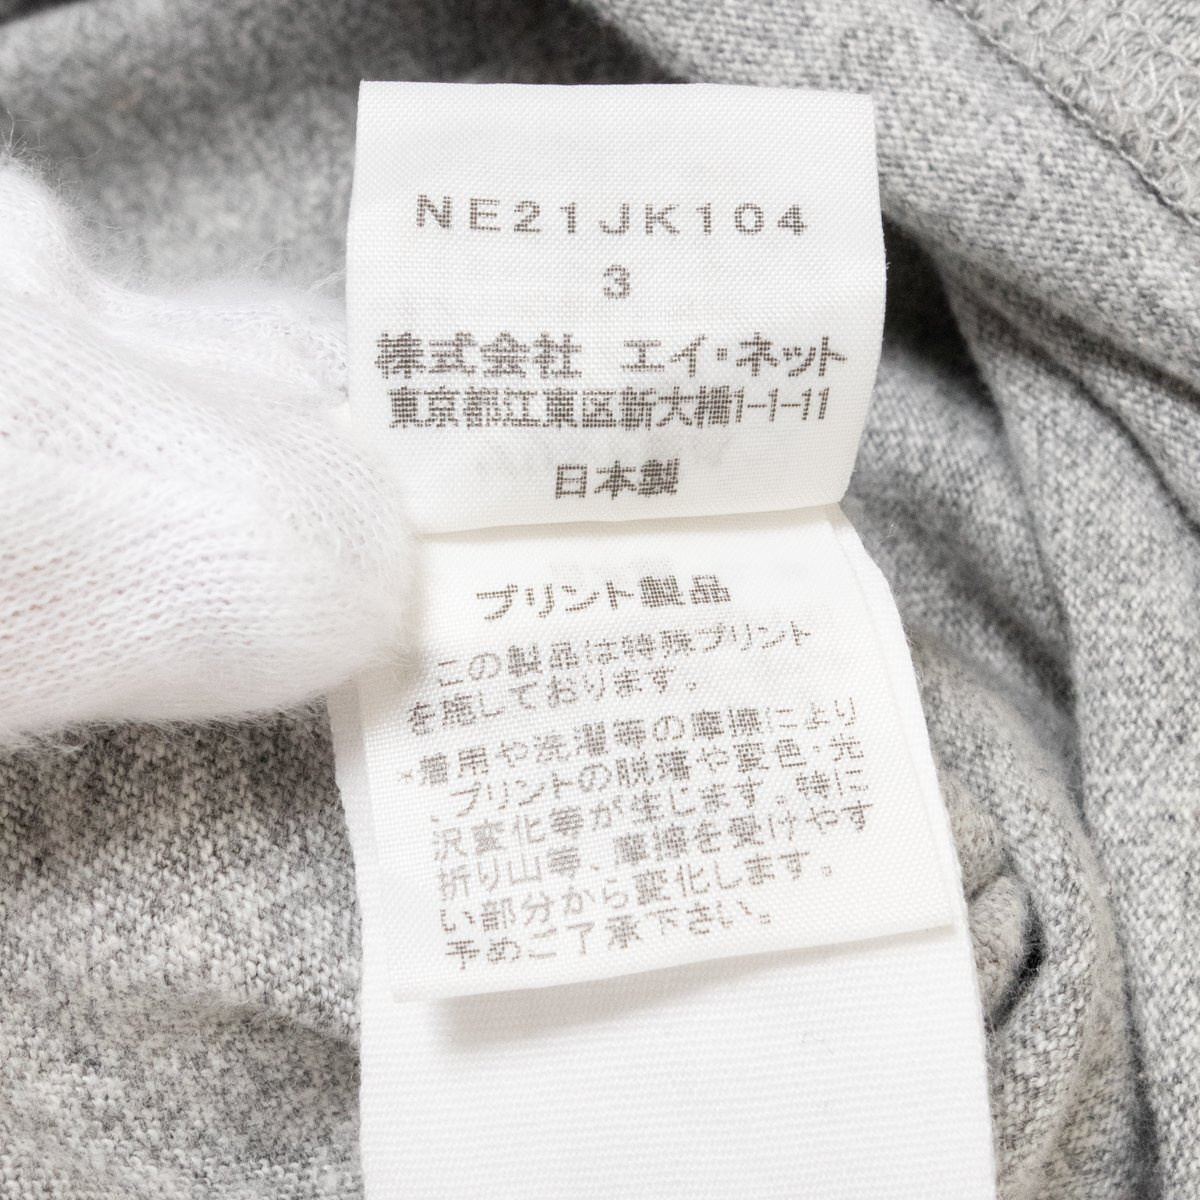 NE21JK104
3
株式会社 エイ・ネット
東京都江東区新大橋1-1-11
日本製
プリント製品
この製品は特殊プリント
を施しております。
*着用や洗濯等の摩擦により
プリントの脱落や変色・光
沢変化等が生じます。特に
折り山等、摩擦を受けやす
い部分から変化します。
予めご了承下さい。